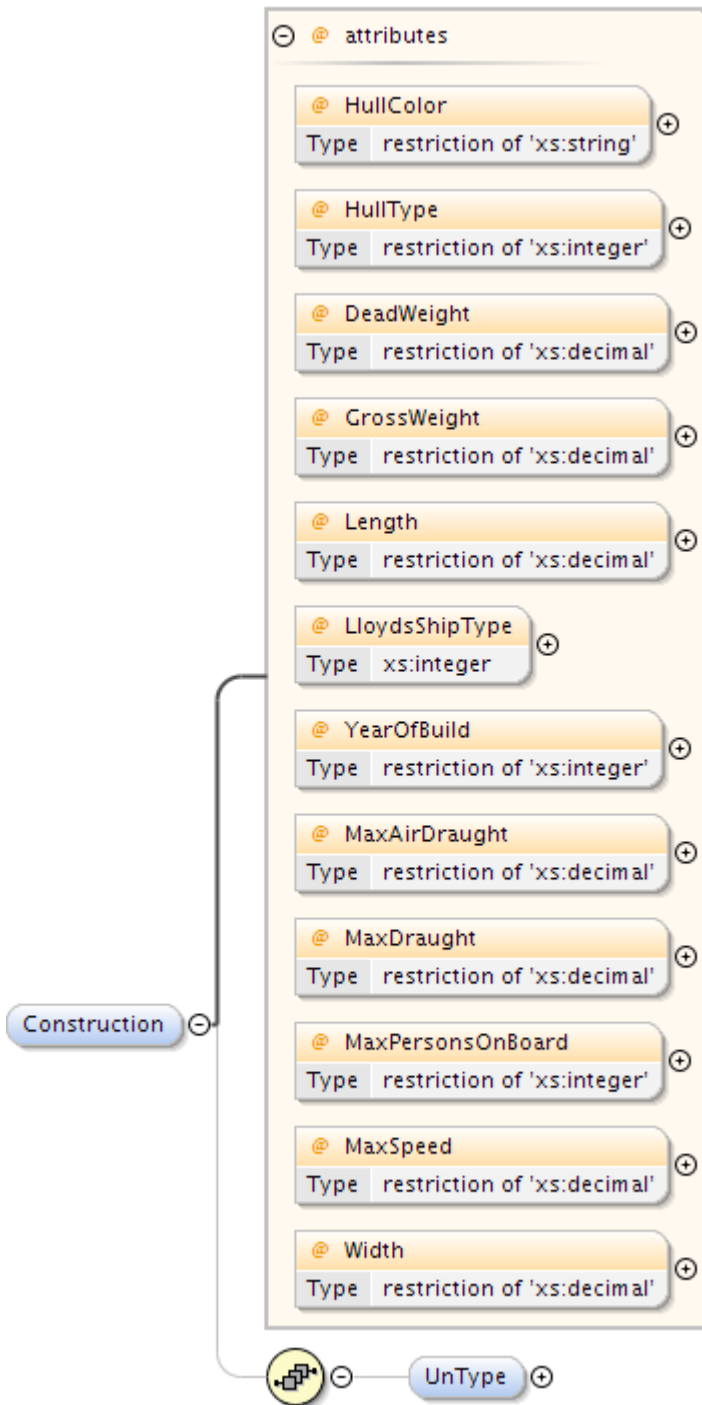 @ attributes
@ HullColor
Type restriction of 'xs:string'
@ HullType
Type restriction of 'xs:integer'
@ DeadWeight
Type restriction of 'xs:decimal'
@ GrossWeight
Type restriction of 'xs:decimal'
@ Length
Type restriction of 'xs:decimal'
@ LloydsShipType
Type xs:integer
@ YearOfBuild
Type restriction of 'xs:integer'
@ MaxAirDraught
Type restriction of 'xs:decimal'
@ MaxDraught
Type restriction of 'xs:decimal'
Construction
@ MaxPersonsOnBoard
Type restriction of 'xs:integer'
@ MaxSpeed
Type restriction of 'xs:decimal'
@ Width
Type restriction of 'xs:decimal'
UnType